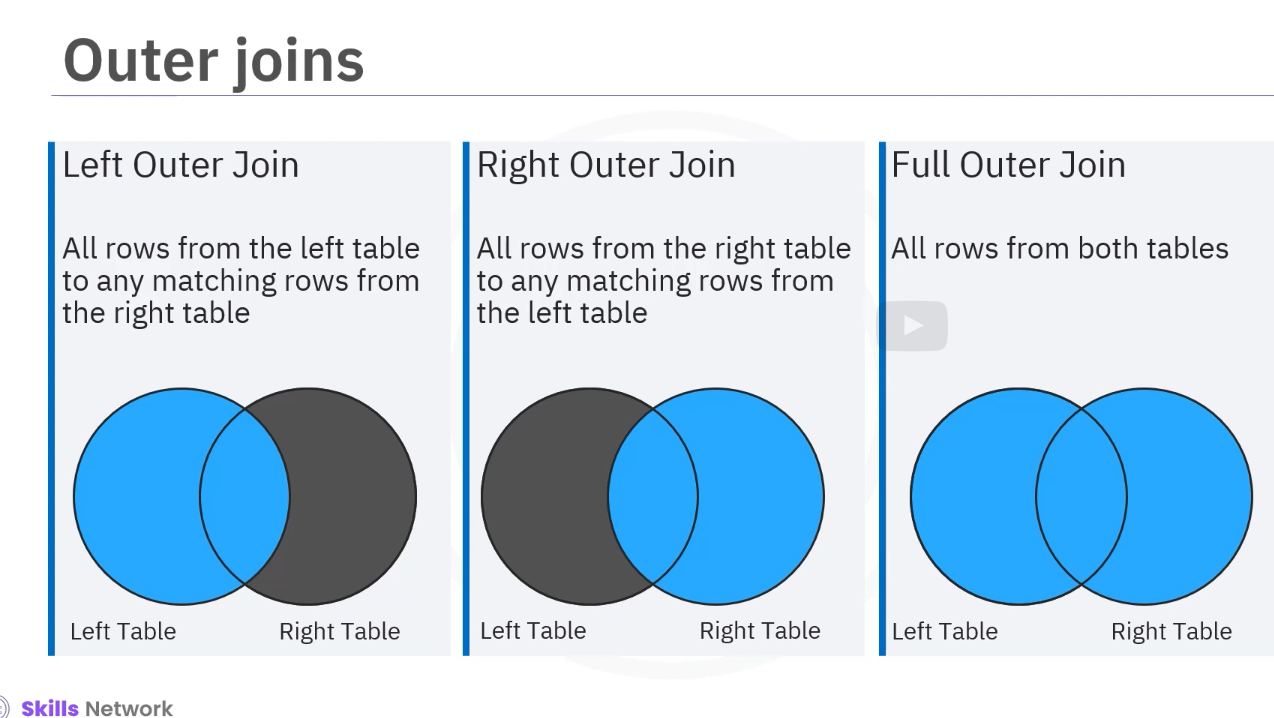 Outer joins
Left Outer Join
All rows from the left table
to any matching rows from
the right table
Left Table
Right Table
Right Outer Join
All rows from the right table
to any matching rows from
the left table
Left Table
Right Table
Full Outer Join
All rows from both tables
Left Table
Right Table
Skills Network